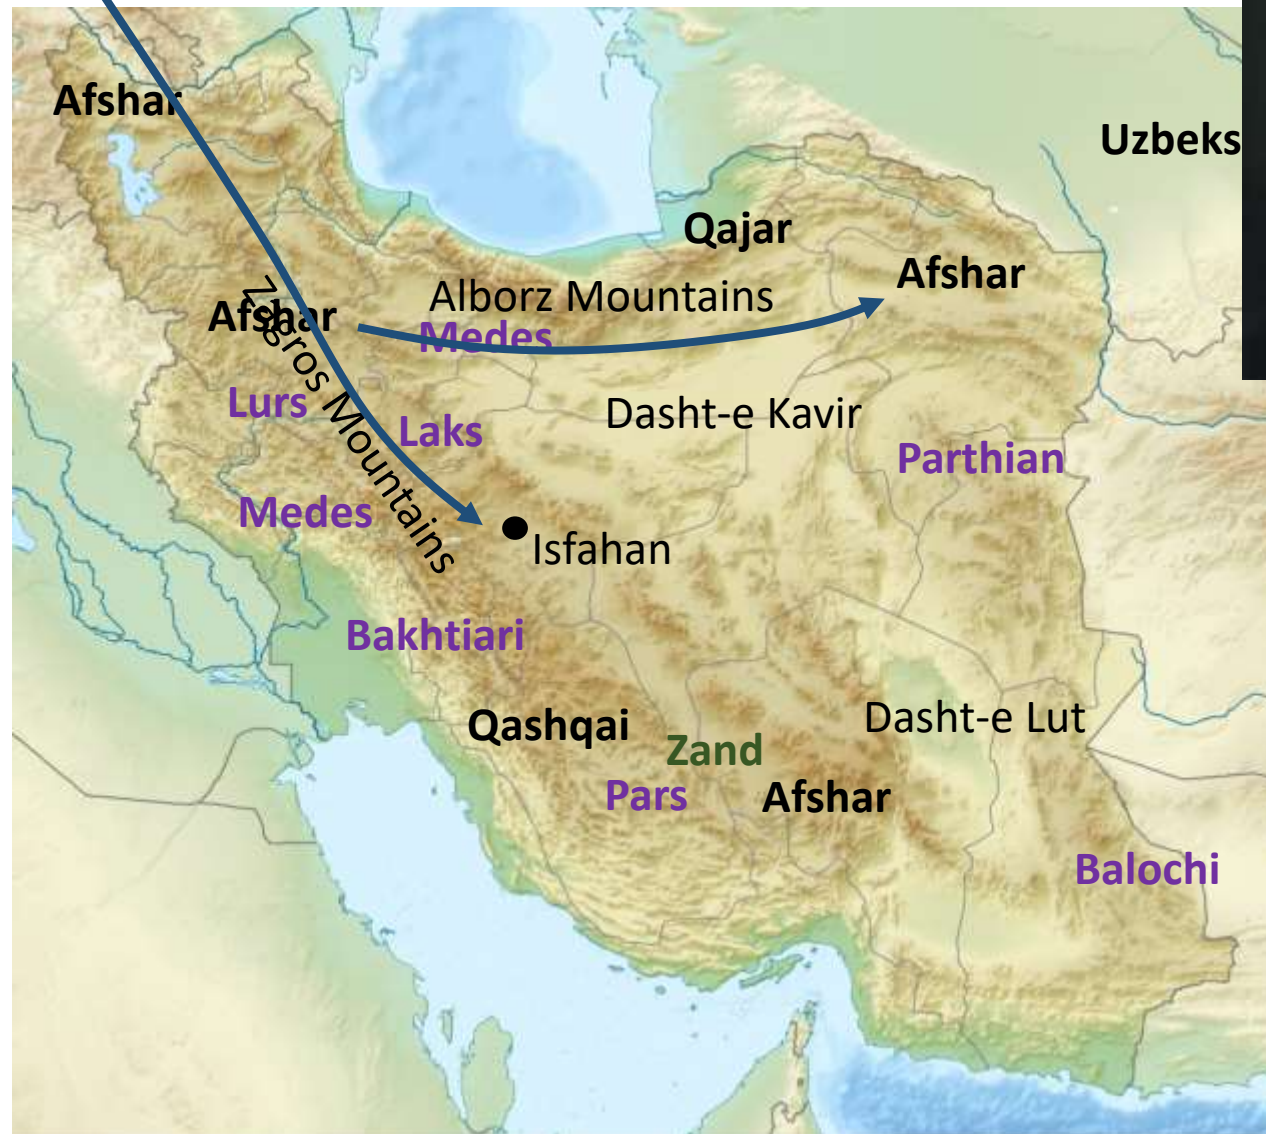 Afshar
Uzbeks
Qajar
Afshar
Alborz Mountains
Afshar
Zagros Mountains
Medes
Lurs
Laks
Dasht-e Kavir
Parthian
Medes
Isfahan
Bakhtiari
Qashqai
Zand
Dasht-e Lut
Pars
Afshar
Balochi